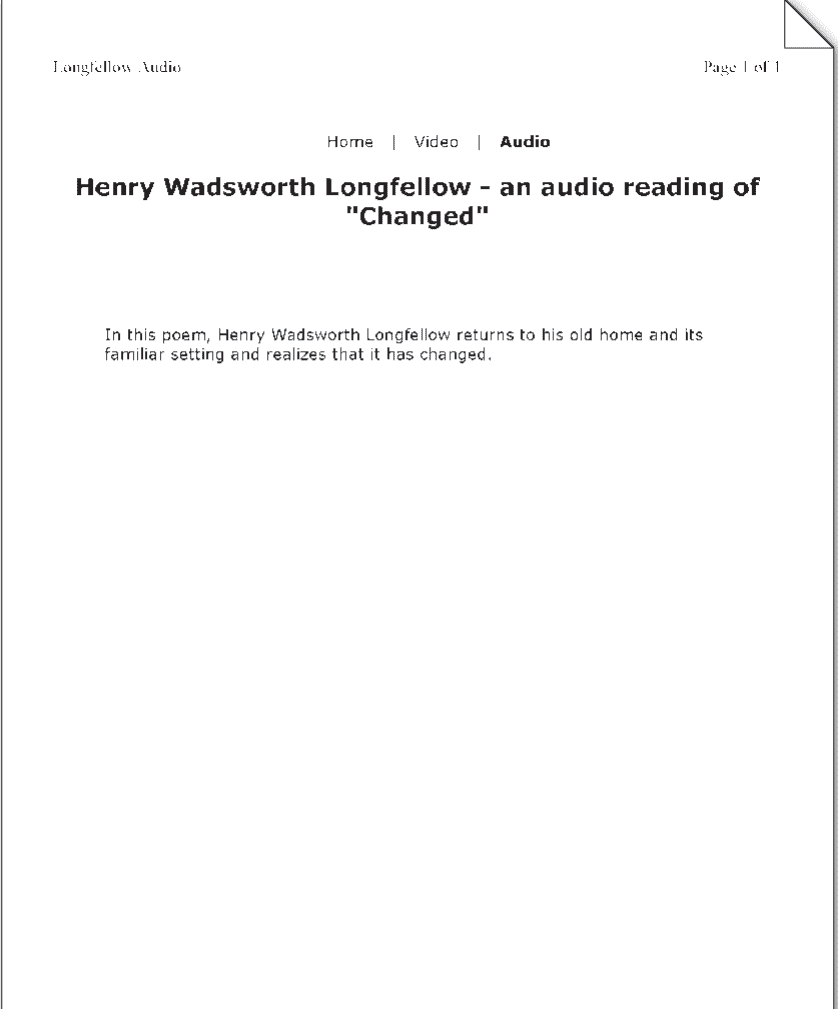 Longfellow Audio
Page 1 of 1
Home | Video | Audio
Henry Wadsworth Longfellow - an audio reading of
"Changed"
In this poem, Henry Wadsworth Longfellow returns to his old home and its
familiar setting and realizes that it has changed.